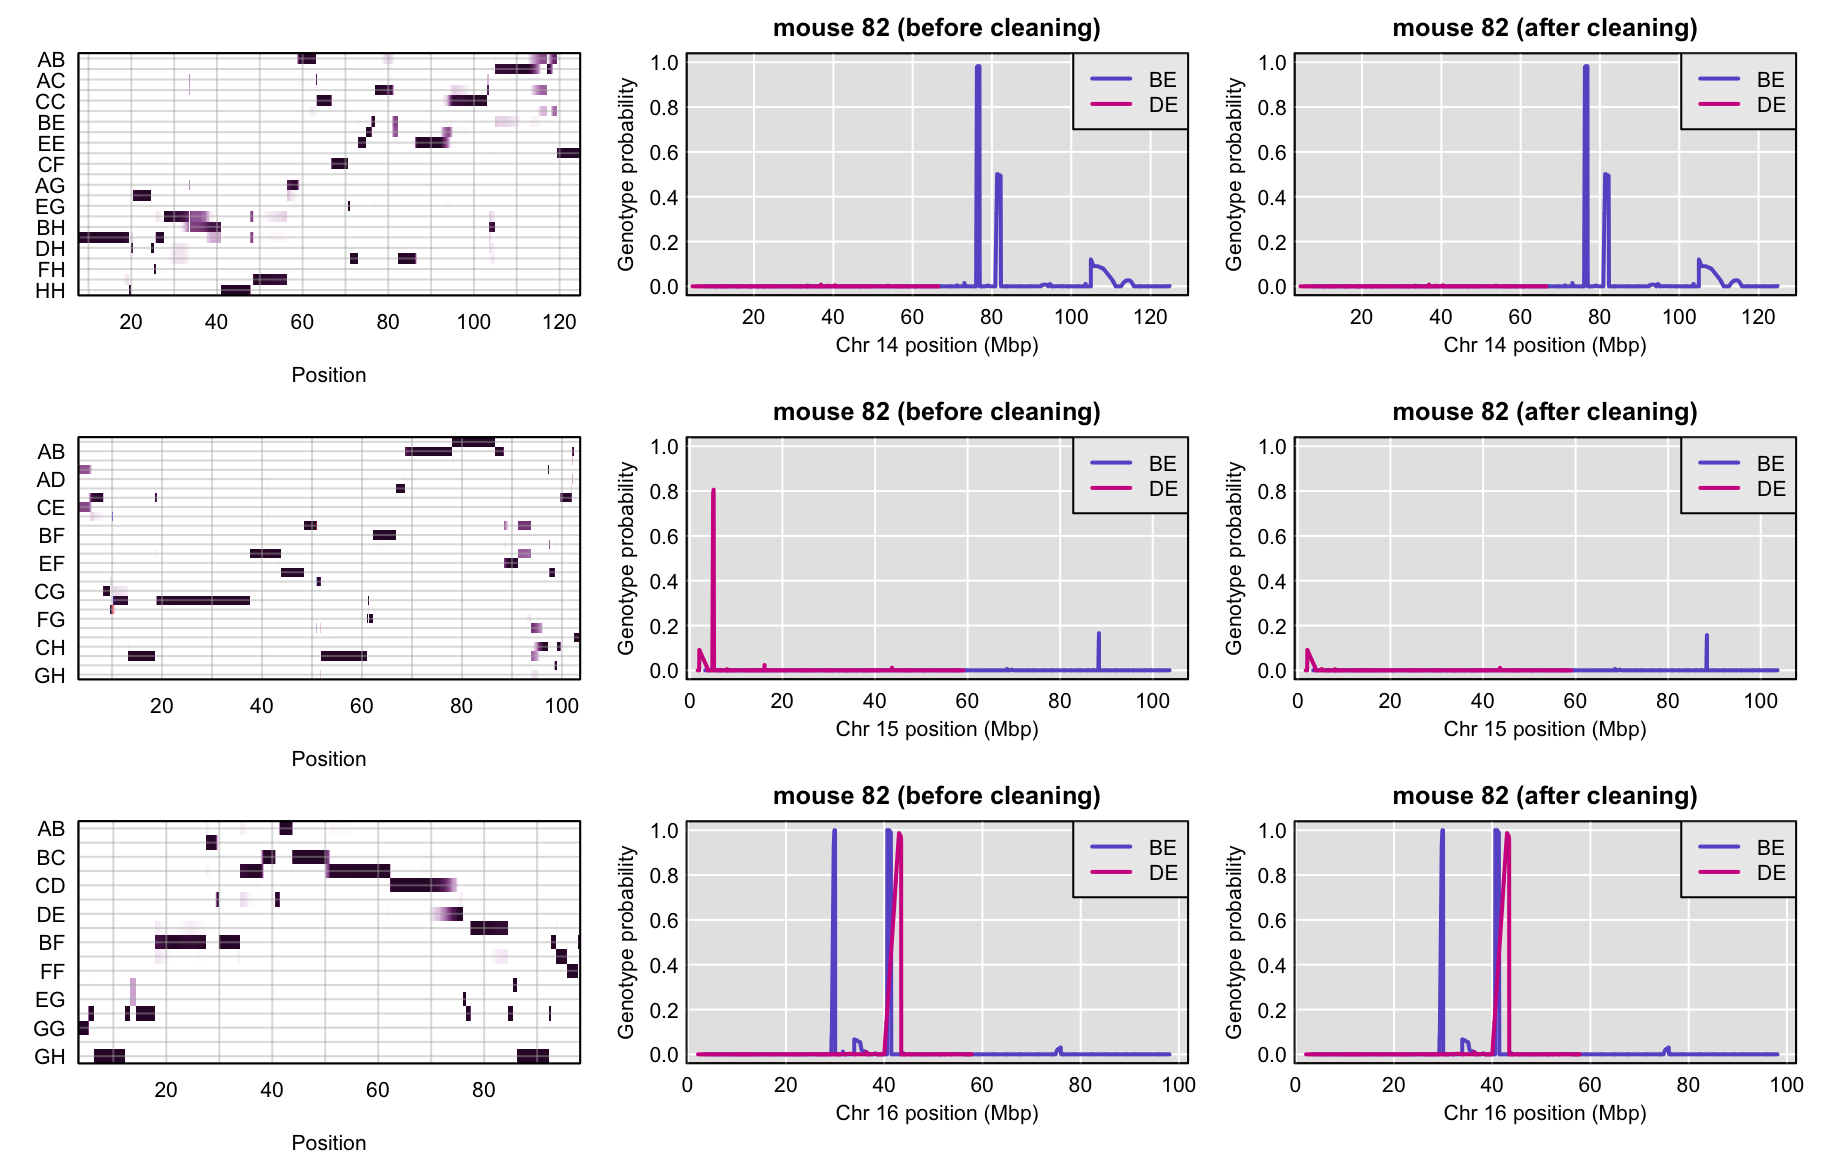 mouse 82 (before cleaning)
mouse 82 (after cleaning)
AB
AC
CC
BE
EE
CF
AG
EG
BH
DH
FH
HH
20 40 60 80 100 120
Position
Genotype probability
1.0
0.8
0.6
0.4
0.2
0.0
BE
DE
20 40 60 80 100 120
Chr 14 position (Mbp)
Genotype probability
1.0
0.8
0.6
0.4
0.2
0.0
BE
DE
20 40 60 80 100 120
Chr 14 position (Mbp)
mouse 82 (before cleaning)
mouse 82 (after cleaning)
AB
AD
CE
BF
EF
CG
FG
CH
GH
20 40 60 80 100
Position
Genotype probability
1.0
0.8
0.6
0.4
0.2
0.0
BE
DE
0 20 40 60 80 100
Chr 15 position (Mbp)
Genotype probability
1.0
0.8
0.6
0.4
0.2
0.0
BE
DE
0 20 40 60 80 100
Chr 15 position (Mbp)
mouse 82 (before cleaning)
mouse 82 (after cleaning)
AB
BC
CD
DE
BF
FF
EG
GG
GH
20 40 60 80
Position
Genotype probability
1.0
0.8
0.6
0.4
0.2
0.0
BE
DE
0 20 40 60 80 100
Chr 16 position (Mbp)
Genotype probability
1.0
0.8
0.6
0.4
0.2
0.0
BE
DE
0 20 40 60 80 100
Chr 16 position (Mbp)